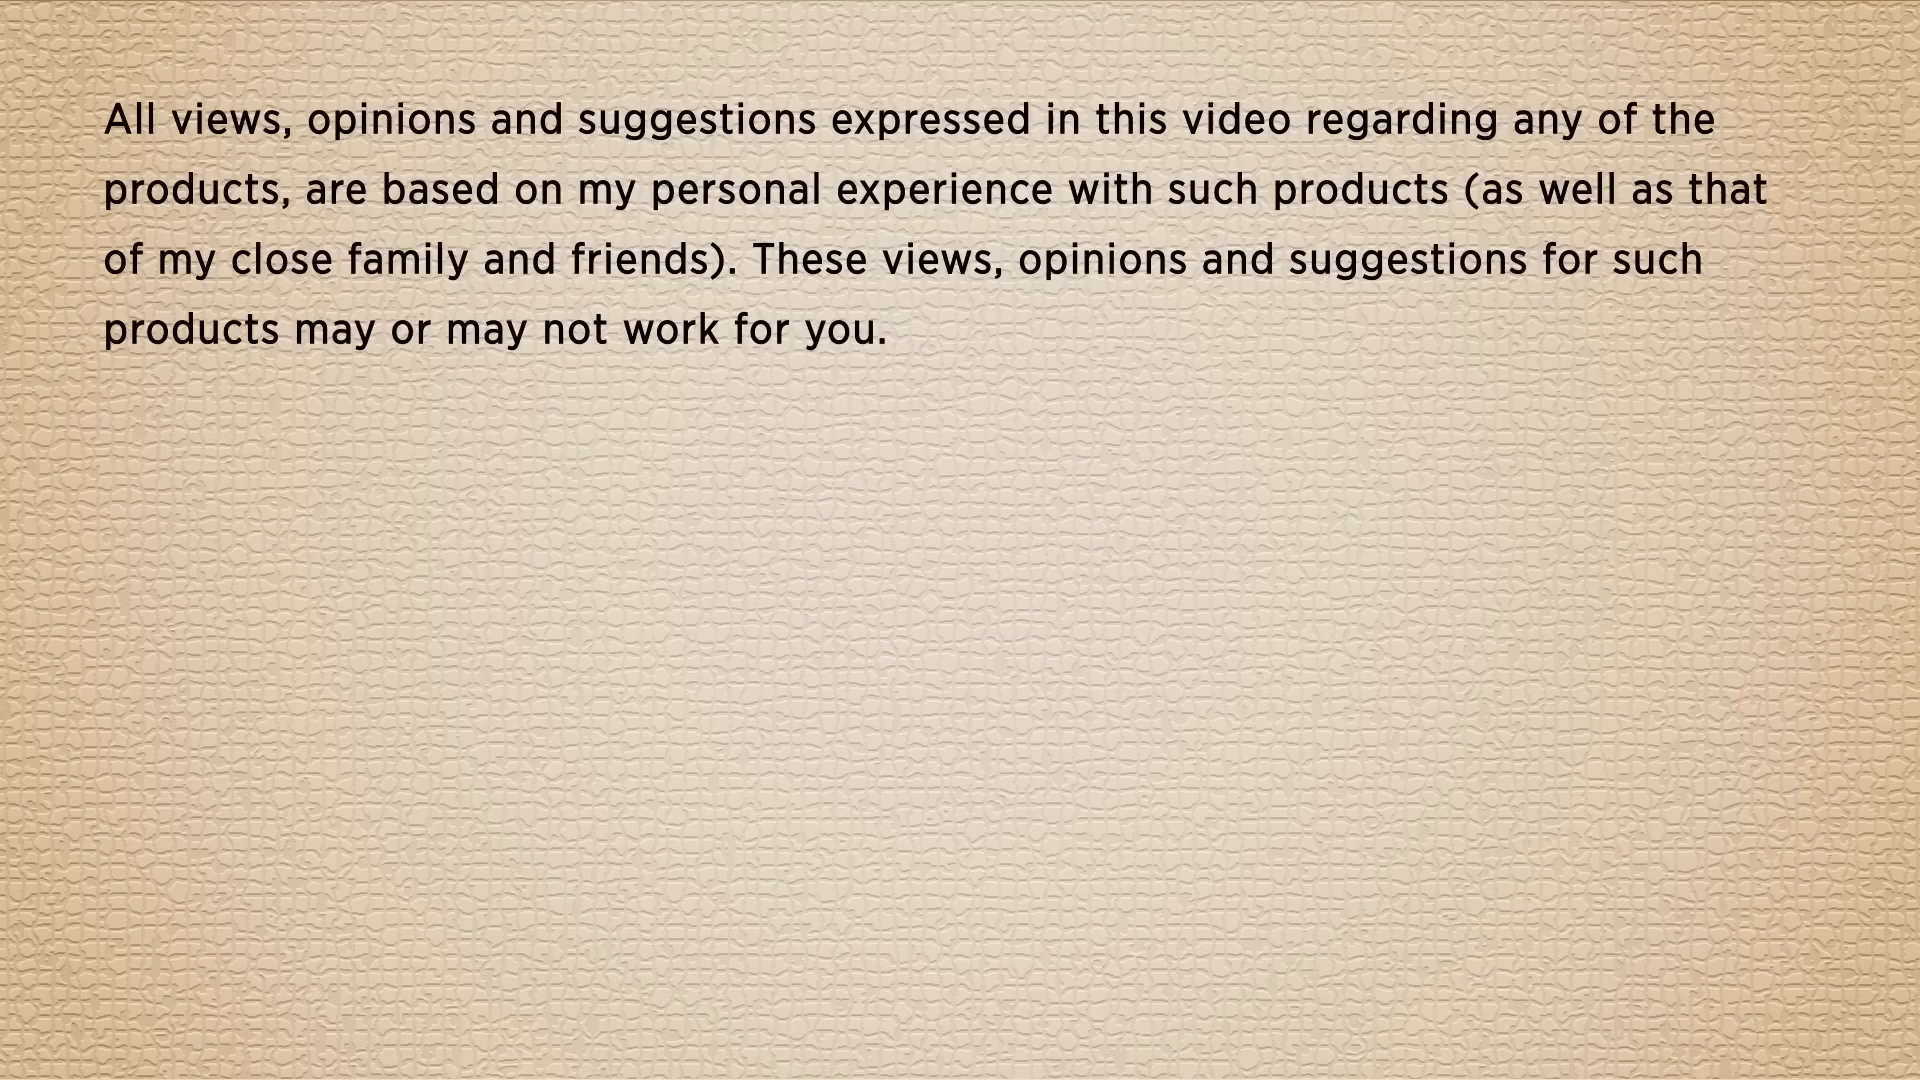 All views, opinions and suggestions expressed in this video regarding any of the
products, are based on my personal experience with such products (as well as that
of my close family and friends). These views, opinions and suggestions for such
products may or may not work for you.